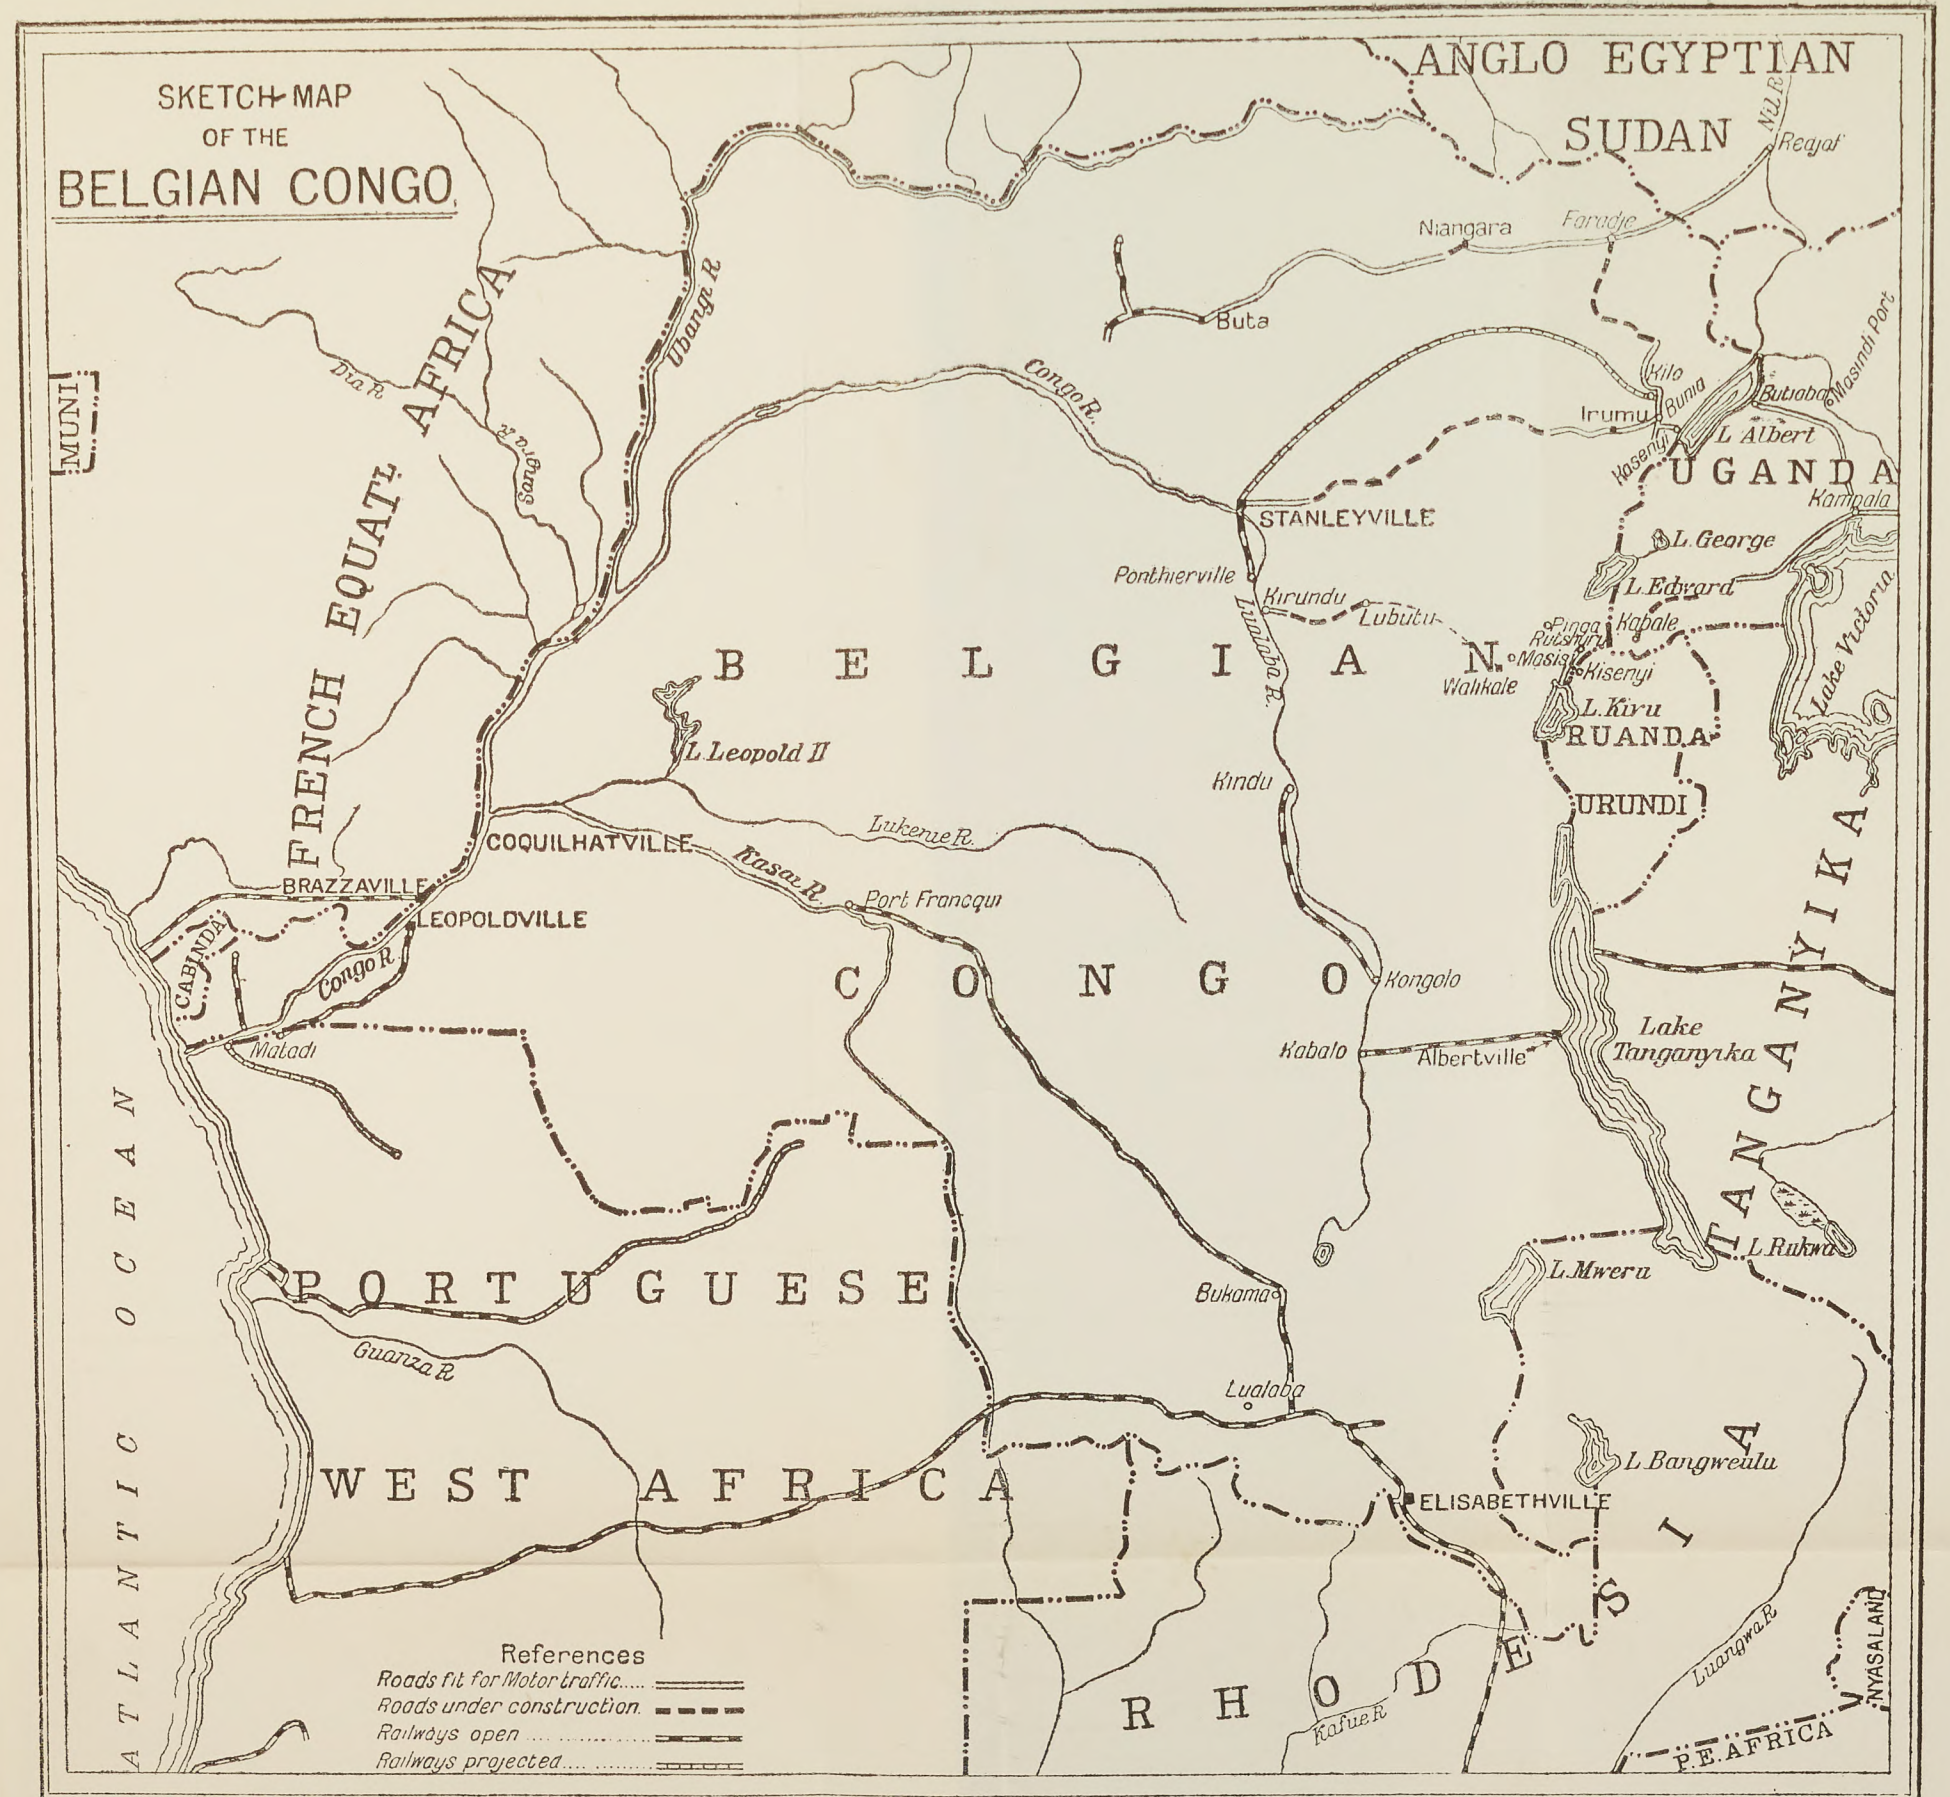 SKETCH-MAP
OF THE
BELGIAN CONGO.
ANGLO EGYPTIAN
SUDAN
Nil R
Rejaf
Niangara
Faradje
Buta
Ubangi R
Congo R.
Dja R
Sanga R
MUNI
FRENCH EQUATL AFRICA
Masindi Port
Kilo
Bunia
Butiaba
Irumu
Kasenyi
L Albert
UGANDA
Kampala
STANLEYVILLE
L. George
Ponthierville
L. Edward
Kirundu
Lubutu
Lualaba R.
Pinga
Rutshuru
Kabale
Masisi
Kisenyi
Walikale
Lake Victoria
BELGIAN
L. Kivu
RUANDA
L. Leopold II
Kindu
URUNDI
Lukenie R.
COQUILHATVILLE
Kasai R.
BRAZZAVILLE
Port Francqui
LEOPOLDVILLE
CABINDA
Congo R
CONGO
Kongolo
TANGANYIKA
Matadi
Kabalo
Albertville
Lake
Tanganyika
ATLANTIC OCEAN
L. Rukwa
L. Mweru
PORTUGUESE
Bukama
Guanza R
Lualaba
L. Bangweulu
WEST AFRICA
ELISABETHVILLE
RHODESIA
Luangwa R
NYASALAND
Kafue R
P.E. AFRICA
References
Roads fit for Motor traffic.....
Roads under construction.
Railways open ....
Railways projected....